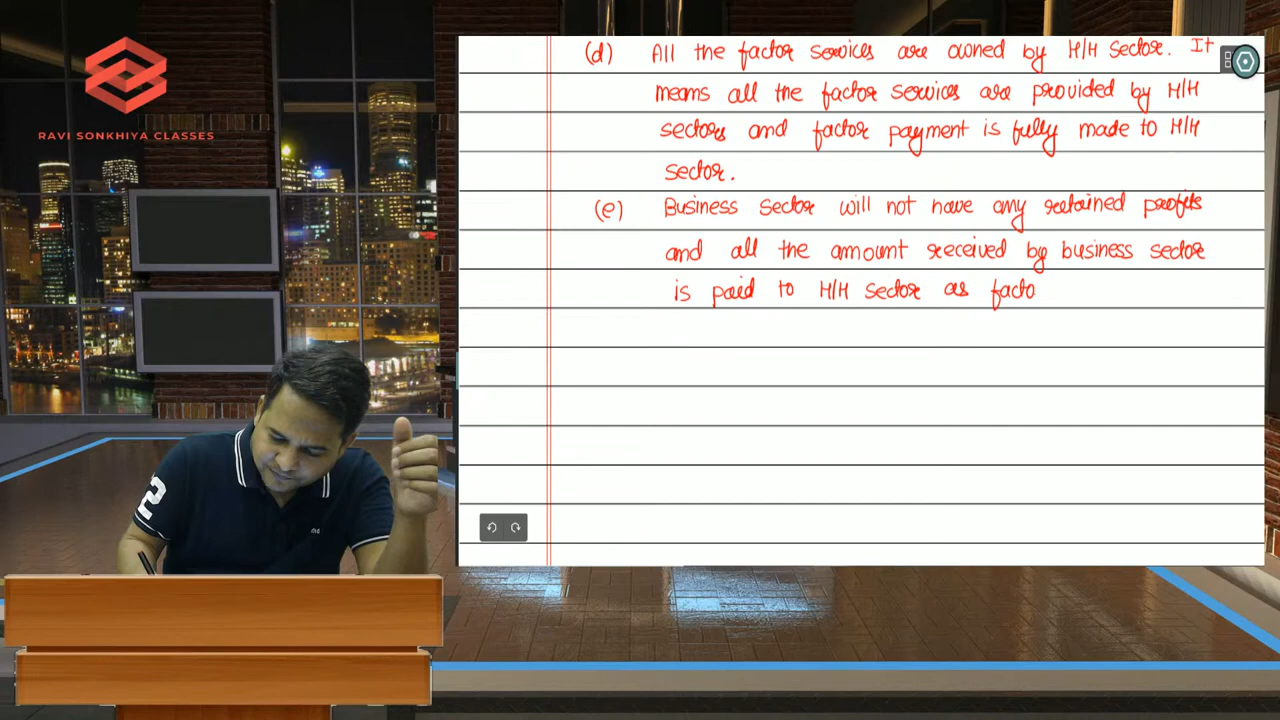 RAVI SONKHIYA CLASSES
(d) All the factor services are owned by H/H sector. It
means all the factor services are provided by H/H
sectors and factor payment is fully made to H/H
sector.
(e) Business sector will not have any retained profits
and all the amount received by business sector
is paid to H/H sector as facto
2